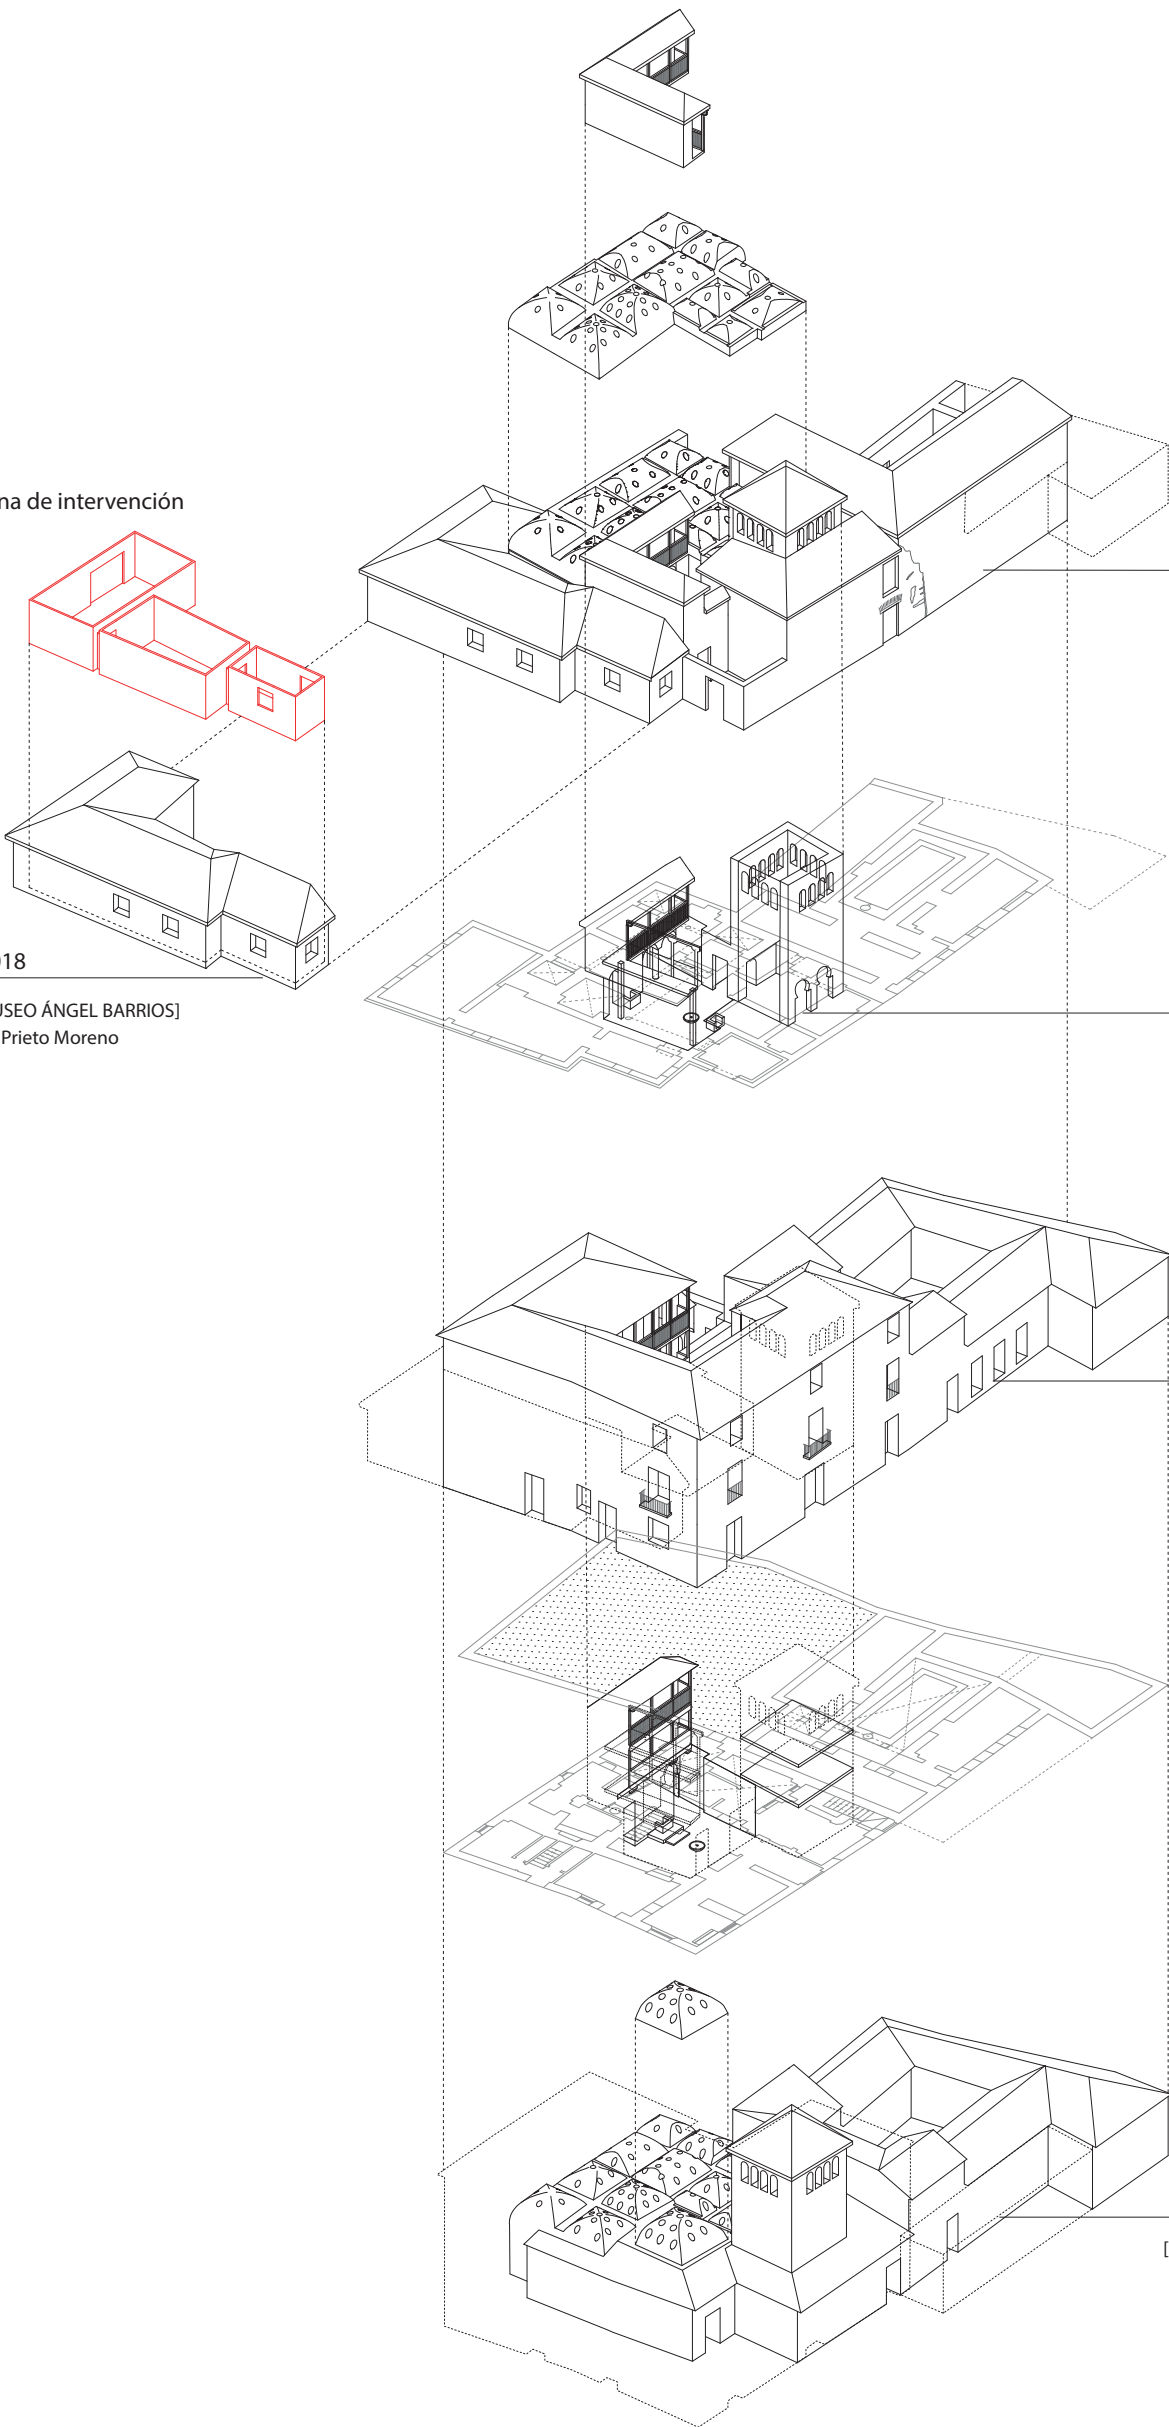 na de intervención
018
USEO ÁNGEL BARRIOS]
Prieto Moreno
[